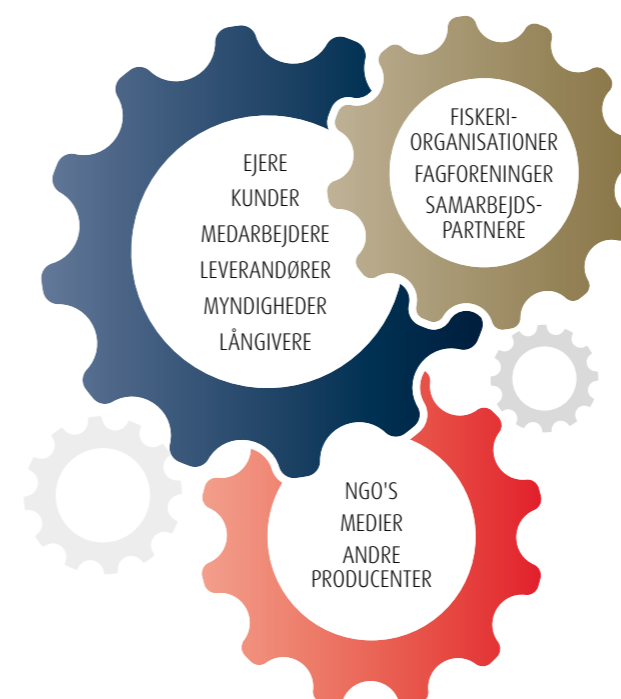 EJERE
KUNDER
MEDARBEJDERE
LEVERANDØRER
MYNDIGHEDER
LÅNGIVERE
FISKERI-
ORGANISATIONER
FAGFORENINGER
SAMARBEJDS-
PARTNERE
NGO'S
MEDIER
ANDRE
PRODUCENTER